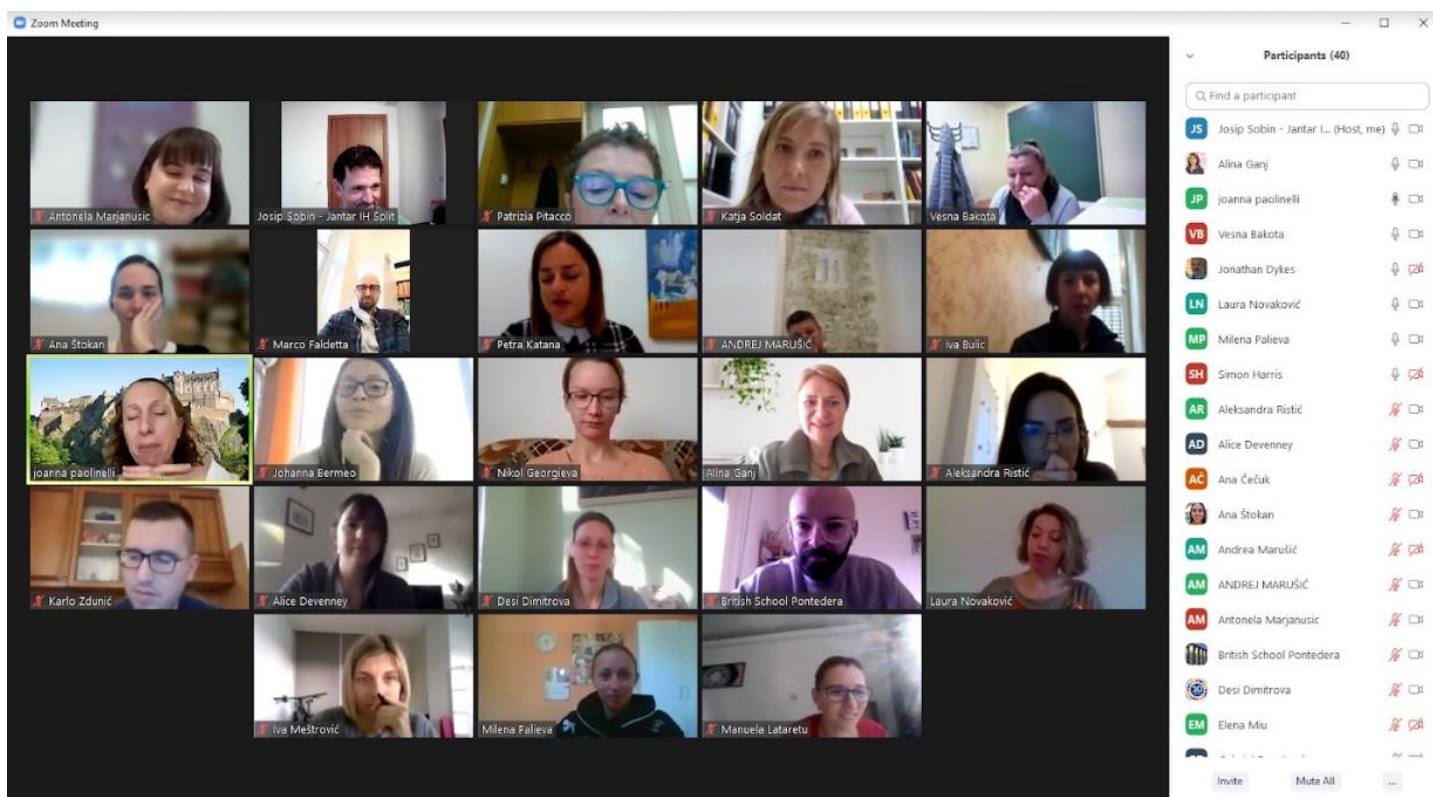 Zoom Meeting
Antonela Marjanusic
Josip Sobin - Jantar IH Split
Patrizia Pitacco
Katja Soldat
Vesna Bakota
Ana Štokan
Marco Faldetta
Petra Katana
ANDREJ MARUŠIĆ
Iva Bulic
joanna paolinelli
Johanna Bermeo
Nikol Georgieva
Alina Ganj
Aleksandra Ristić
Karlo Zdunić
Alice Devenney
Desi Dimitrova
British School Pontedera
Laura Novaković
Iva Meštrović
Milena Palieva
Manuela Lataretu
Participants (40)
Find a participant
JS Josip Sobin - Jantar I... (Host, me)
Alina Ganj
JP joanna paolinelli
VB Vesna Bakota
Jonathan Dykes
LN Laura Novaković
MP Milena Palieva
SH Simon Harris
AR Aleksandra Ristić
AD Alice Devenney
AČ Ana Čečuk
Ana Štokan
AM Andrea Marušić
AM ANDREJ MARUŠIĆ
AM Antonela Marjanusic
British School Pontedera
Desi Dimitrova
EM Elena Miu
Invite Mute All ...